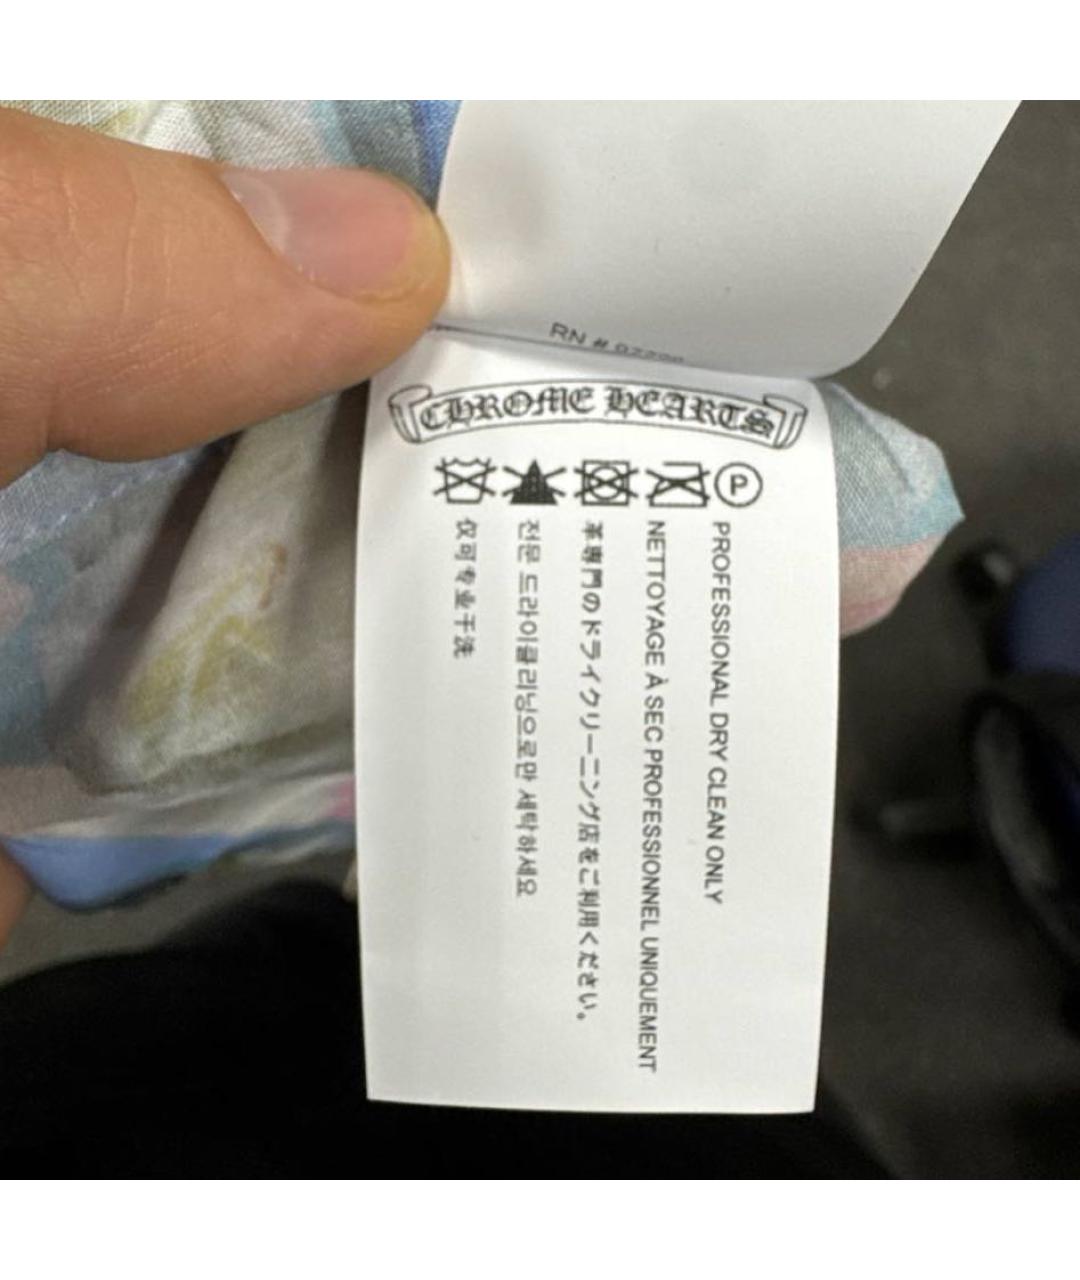 RN #
CHROME HEARTS
P
PROFESSIONAL DRY CLEAN ONLY
NETTOYAGE À SEC PROFESSIONNEL UNIQUEMENT
革専門のドライクリーニング店をご利用ください。
전문 드라이클리닝으로만 세탁하세요
仅可专业干洗